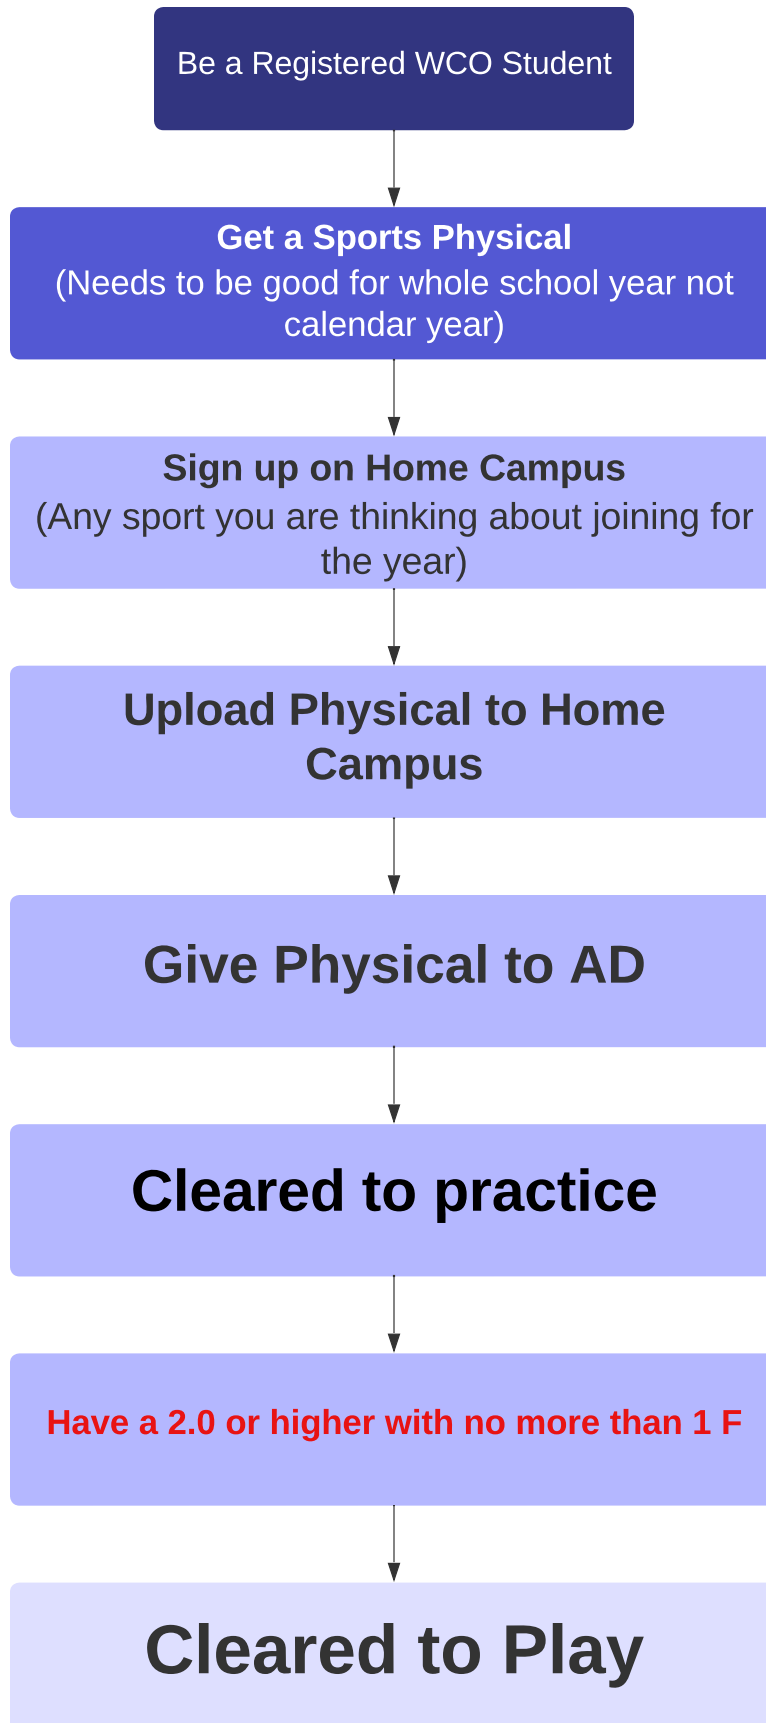 Be a Registered WCO Student
Get a Sports Physical
(Needs to be good for whole school year not
calendar year)
Sign up on Home Campus
(Any sport you are thinking about joining for
the year)
Upload Physical to Home
Campus
Give Physical to AD
Cleared to practice
Have a 2.0 or higher with no more than 1 F
Cleared to Play